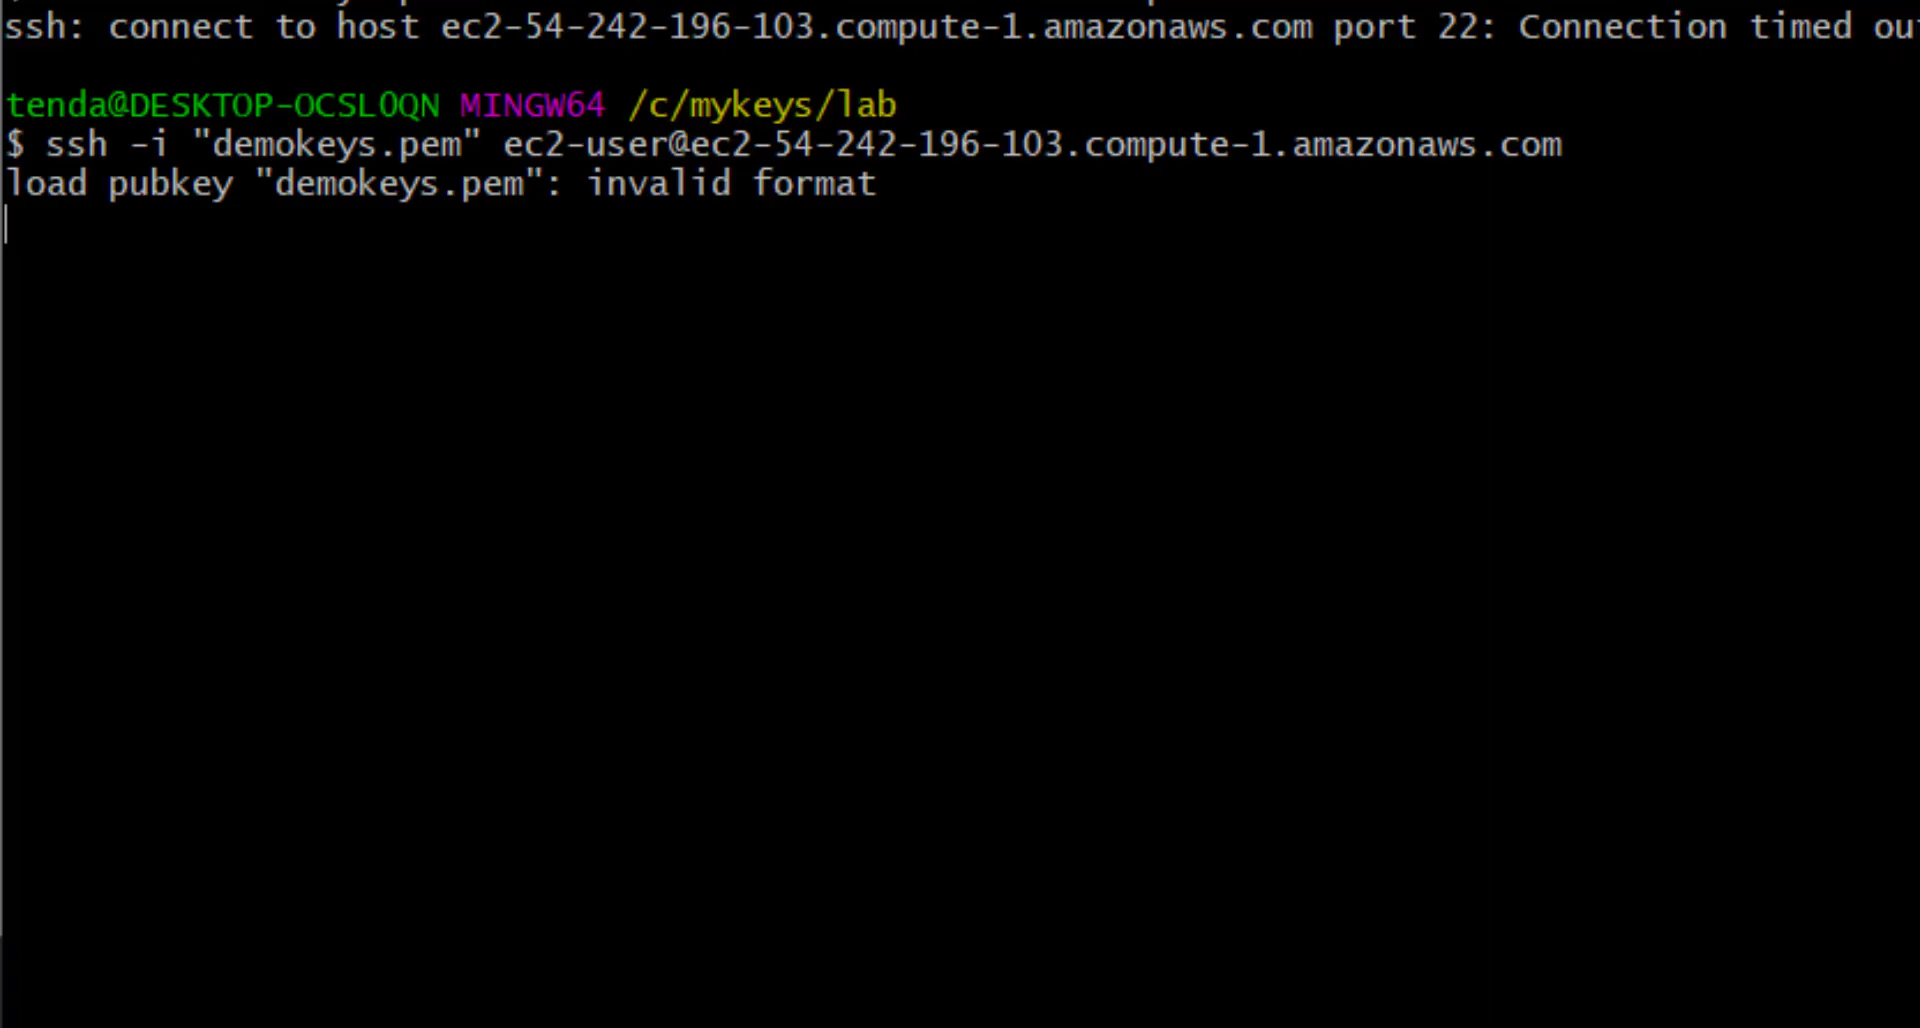 ssh: connect to host ec2-54-242-196-103.compute-1.amazonaws.com port 22: Connection timed
tenda@DESKTOP-OCSL0QN MINGW64 /c/mykeys/lab
$ ssh -i "demokeys.pem" ec2-user@ec2-54-242-196-103.compute-1.amazonaws.com
load pubkey "demokeys.pem": invalid format